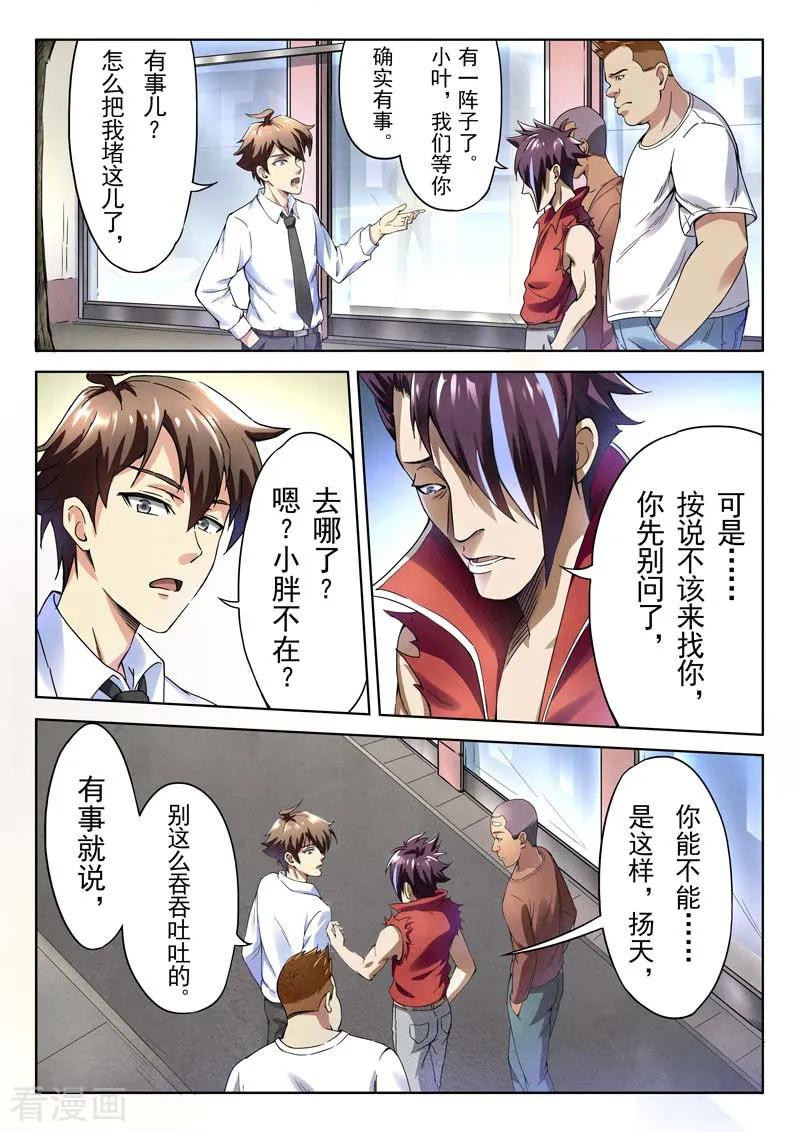 怎么把我堵这儿了，
有事儿？
确实有事。
小叶，我们等你
有一阵子了。
嗯？小胖不在？
去哪了？
你先别问了，
按说不该来找你，
可是……
有事就说，
别这么吞吞吐吐的。
是这样，扬天，
你能不能……
看漫画